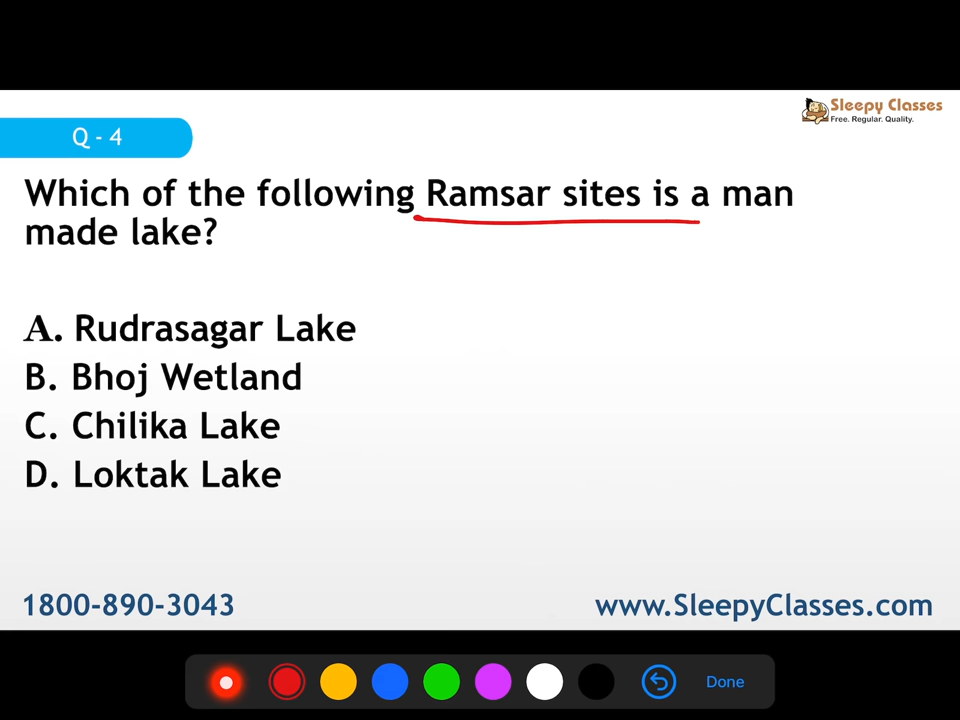 Sleepy Classes
Free. Regular. Quality.
Q - 4
Which of the following Ramsar sites is a man
made lake?
A. Rudrasagar Lake
B. Bhoj Wetland
C. Chilika Lake
D. Loktak Lake
1800-890-3043
www.SleepyClasses.com
Done